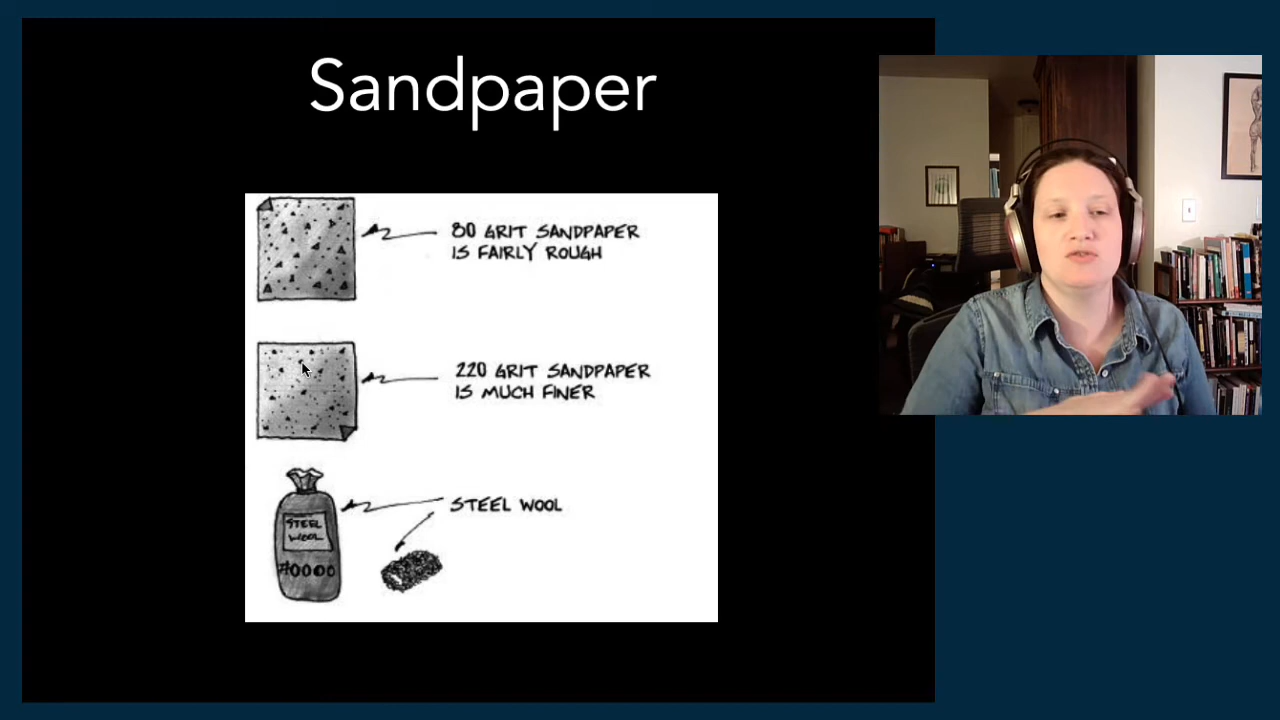 Sandpaper
80 GRIT SANDPAPER
IS FAIRLY ROUGH
220 GRIT SANDPAPER
IS MUCH FINER
STEEL WOOL
STEEL
WOOL
#0000